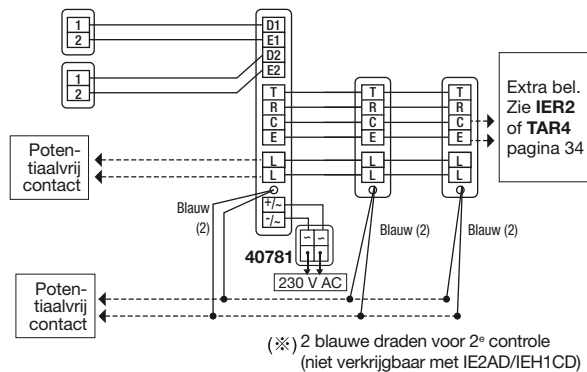 1
2
1
2
D1
E1
D2
E2
T
R
C
E
L
L
+/~
-/~
T
R
C
E
L
L
T
R
C
E
L
L
Extra bel.
Zie IER2
of TAR4
pagina 34
Poten-
tiaalvrij
contact
Blauw
(2)
Blauw (2)
Blauw (2)
~ ~
40781
230 V AC
Poten-
tiaalvrij
contact
(※) 2 blauwe draden voor 2e controle
(niet verkrijgbaar met IE2AD/IEH1CD)